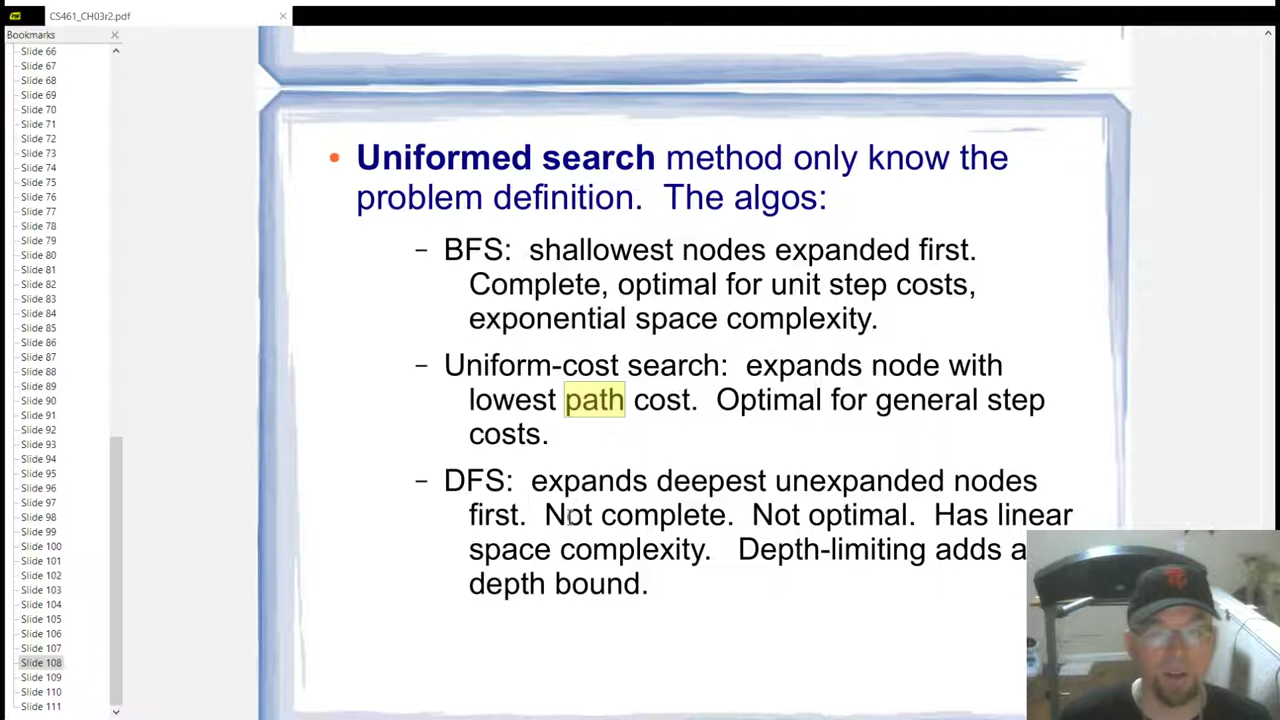 CS461_CH03r2.pdf
Bookmarks
Slide 66
Slide 67
Slide 68
Slide 69
Slide 70
Slide 71
Slide 72
Slide 73
Slide 74
Slide 75
Slide 76
Slide 77
Slide 78
Slide 79
Slide 80
Slide 81
Slide 82
Slide 83
Slide 84
Slide 85
Slide 86
Slide 87
Slide 88
Slide 89
Slide 90
Slide 91
Slide 92
Slide 93
Slide 94
Slide 95
Slide 96
Slide 97
Slide 98
Slide 99
Slide 100
Slide 101
Slide 102
Slide 103
Slide 104
Slide 105
Slide 106
Slide 107
Slide 108
Slide 109
Slide 110
Slide 111
• Uniformed search method only know the
problem definition. The algos:
– BFS: shallowest nodes expanded first.
Complete, optimal for unit step costs,
exponential space complexity.
– Uniform-cost search: expands node with
lowest path cost. Optimal for general step
costs.
– DFS: expands deepest unexpanded nodes
first. Not complete. Not optimal. Has linear
space complexity. Depth-limiting adds a
depth bound.